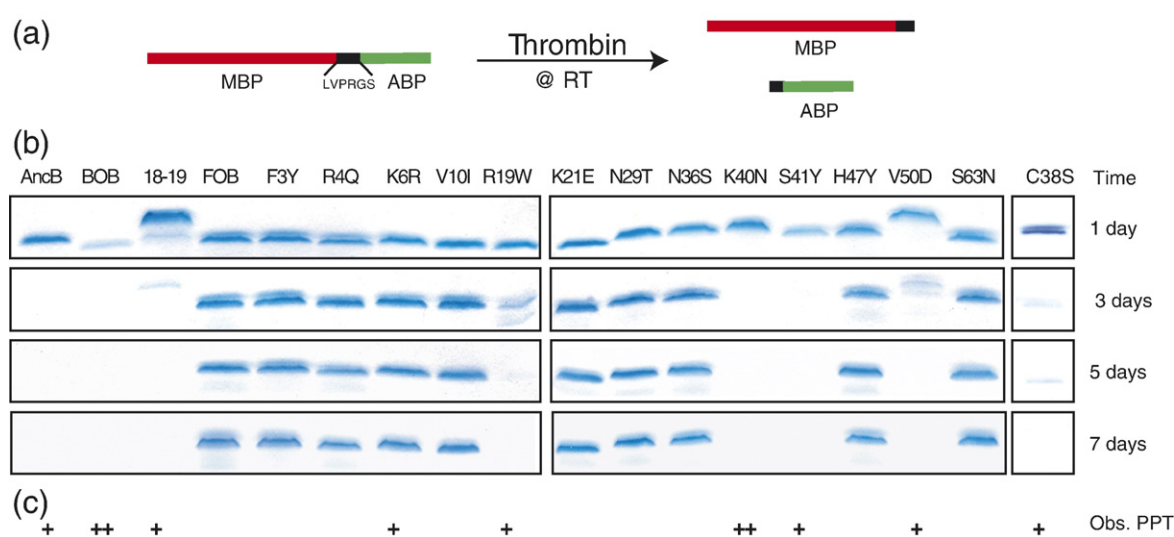 (a)
Thrombin
@ RT
MBP
LVPRGS
ABP
MBP
ABP
(b)
AncB BOB 18-19 FOB F3Y R4Q K6R V10I R19W K21E N29T N36S K40N S41Y H47Y V50D S63N C38S Time
1 day
3 days
5 days
7 days
(c)
+ ++ + + + ++ + + + Obs. PPT